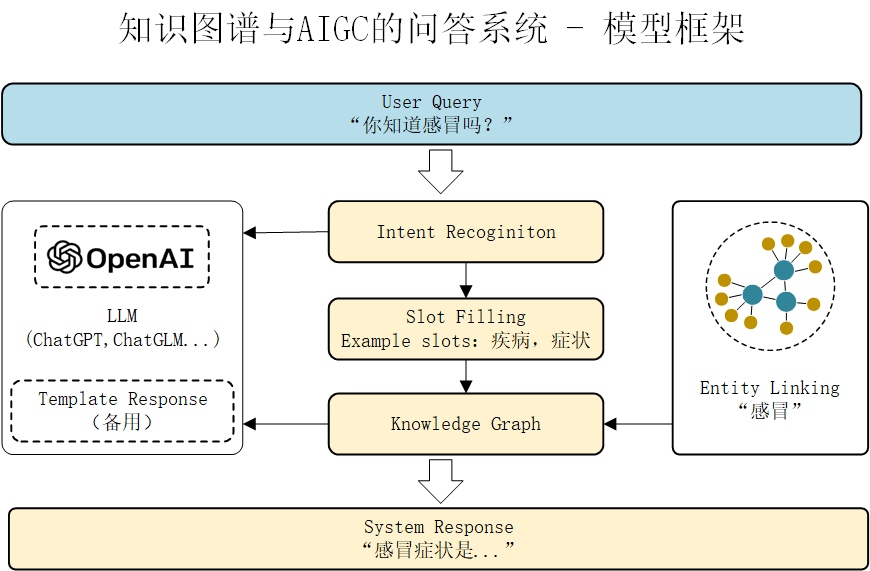 知识图谱与AIGC的问答系统 - 模型框架
User Query
“你知道感冒吗？”
OpenAI
LLM
(ChatGPT,ChatGLM...)
Template Response
（备用）
Intent Recoginiton
Slot Filling
Example slots: 疾病，症状
Knowledge Graph
Entity Linking
“感冒”
System Response
“感冒症状是...”